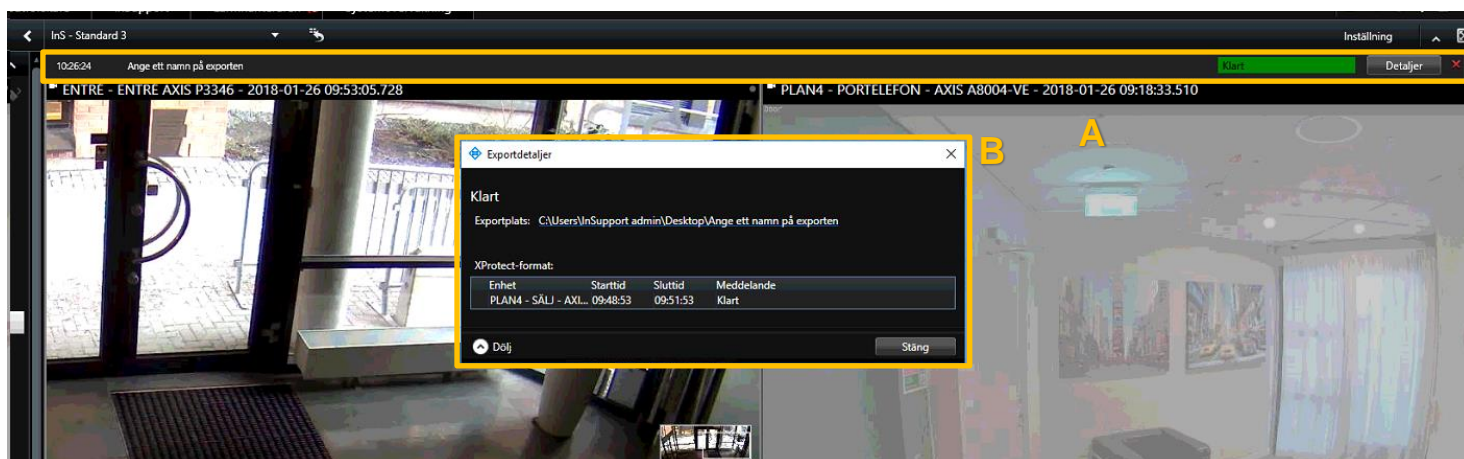 InS - Standard 3
Inställning
10:26:24 Ange ett namn på exporten Klart Detaljer
ENTRE - ENTRE AXIS P3346 - 2018-01-26 09:53:05.728
PLAN4 - PORTELEFON - AXIS A8004-VE - 2018-01-26 09:18:33.510
A
B
Exportdetaljer
Klart
Exportplats: C:\Users\InSupport admin\Desktop\Ange ett namn på exporten
XProtect-format:
Enhet Starttid Sluttid Meddelande
PLAN4 - SÄLJ - AXI... 09:48:53 09:51:53 Klart
Dölj
Stäng